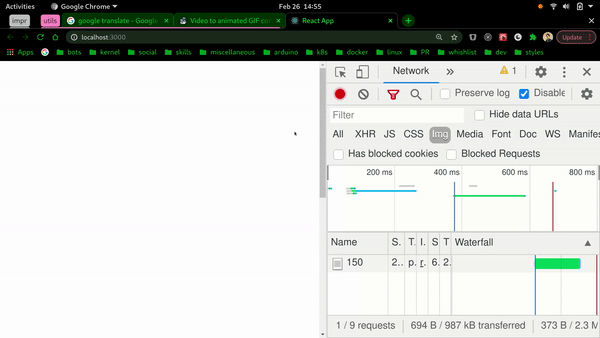 Activities Google Chrome Feb 26 14:55
impr utils google translate - Google Video to animated GIF con React App
localhost:3000 Update
Apps bots kernel social skills miscellaneous arduino k8s docker linux PR whishlist dev styles
Network 1
Preserve log Disable
Filter Hide data URLs
All XHR JS CSS Img Media Font Doc WS Manifes
Has blocked cookies Blocked Requests
200 ms 400 ms 600 ms 800 ms
Name S. T. I. S T Waterfall
150 2.. p. r. 6. 2.
1 / 9 requests 694 B / 987 kB transferred 373 B / 2.3 M